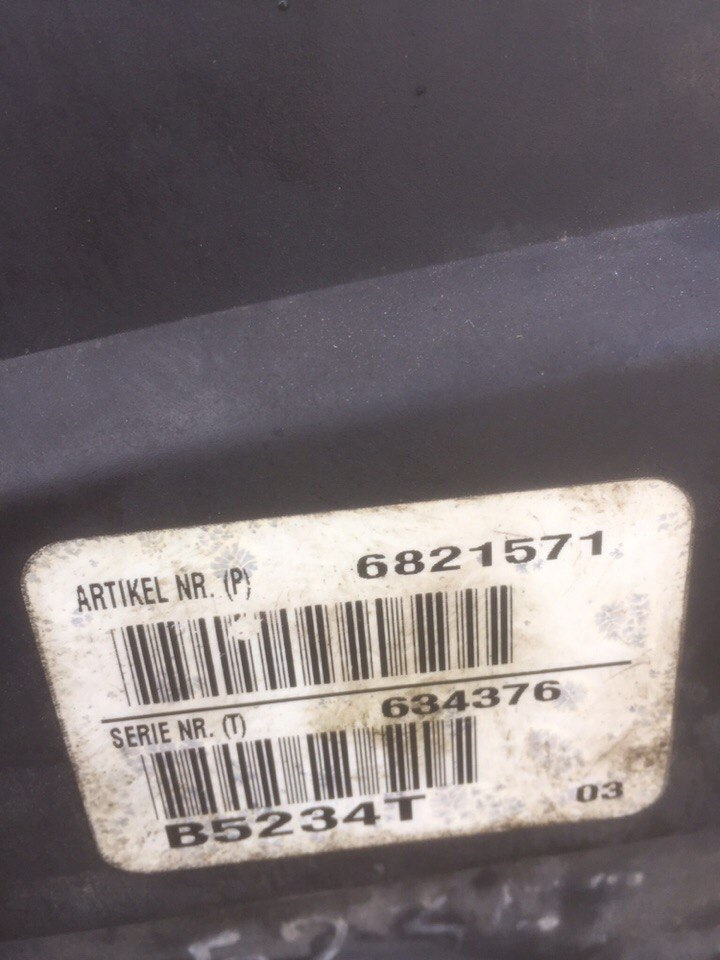 ARTIKEL NR. (P) 6821571
SERIE NR. (T) 634376
B5234T 03